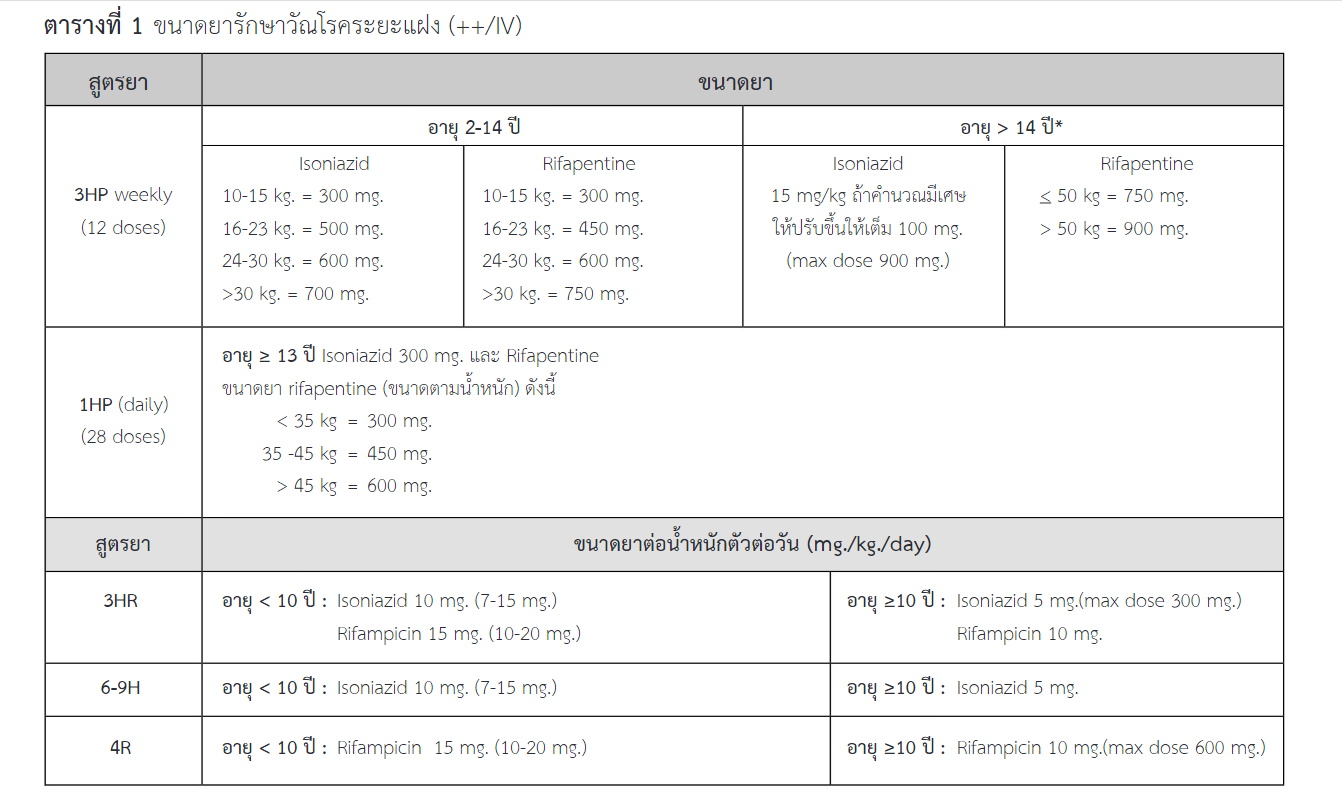 ตารางที่ 1 ขนาดยารักษาวัณโรคระยะแฝง (++/IV)
สูตรยา
ขนาดยา
3HP weekly
(12 doses)
อายุ 2-14 ปี
อายุ > 14 ปี*
Isoniazid
10-15 kg. = 300 mg.
16-23 kg. = 500 mg.
24-30 kg. = 600 mg.
>30 kg. = 700 mg.
Rifapentine
10-15 kg. = 300 mg.
16-23 kg. = 450 mg.
24-30 kg. = 600 mg.
>30 kg. = 750 mg.
Isoniazid
15 mg/kg ถ้าคำนวณมีเศษ
ให้ปรับขึ้นให้เต็ม 100 mg.
(max dose 900 mg.)
Rifapentine
≤ 50 kg = 750 mg.
> 50 kg = 900 mg.
1HP (daily)
(28 doses)
อายุ ≥ 13 ปี Isoniazid 300 mg. และ Rifapentine
ขนาดยา rifapentine (ขนาดตามน้ำหนัก) ดังนี้
< 35 kg = 300 mg.
35 -45 kg = 450 mg.
> 45 kg = 600 mg.
สูตรยา
ขนาดยาต่อน้ำหนักตัวต่อวัน (mg./kg./day)
3HR
อายุ < 10 ปี : Isoniazid 10 mg. (7-15 mg.)
Rifampicin 15 mg. (10-20 mg.)
อายุ ≥10 ปี : Isoniazid 5 mg.(max dose 300 mg.)
Rifampicin 10 mg.
6-9H
อายุ < 10 ปี : Isoniazid 10 mg. (7-15 mg.)
อายุ ≥10 ปี : Isoniazid 5 mg.
4R
อายุ < 10 ปี : Rifampicin 15 mg. (10-20 mg.)
อายุ ≥10 ปี : Rifampicin 10 mg.(max dose 600 mg.)